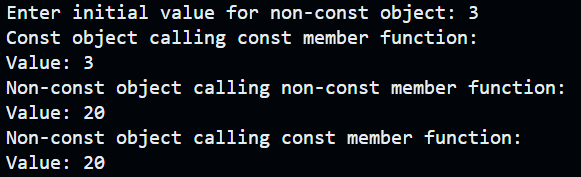 Enter initial value for non-const object: 3
Const object calling const member function:
Value: 3
Non-const object calling non-const member function:
Value: 20
Non-const object calling const member function:
Value: 20